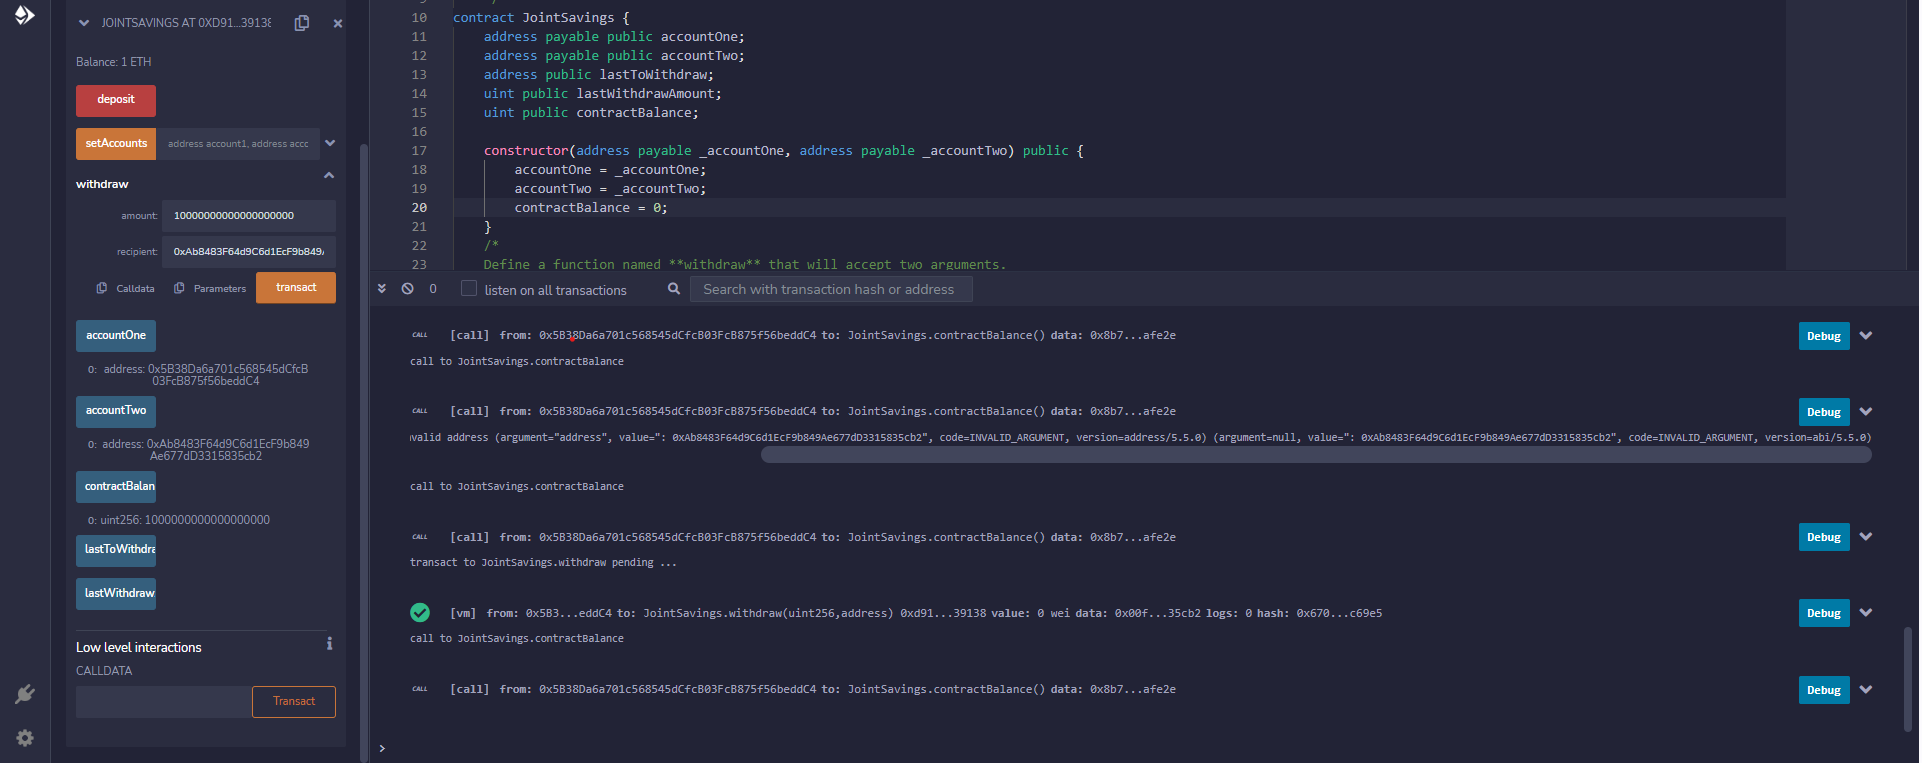 JOINTSAVINGS AT 0XD91...39138
Balance: 1 ETH
deposit
setAccounts
address account1, address accc
withdraw
amount:
10000000000000000000
recipient:
0xAb8483F64d9C6d1EcF9b849
Calldata
Parameters
transact
accountOne
0: address: 0x5B38Da6a701c568545dCfcB
03FcB875f56beddC4
accountTwo
0: address: 0xAb8483F64d9C6d1EcF9b849
Ae677dD3315835cb2
contractBalan
0: uint256: 1000000000000000000
lastToWithdra
lastWithdraw
Low level interactions
CALLDATA
Transact
9 */
10 contract JointSavings {
11 address payable public accountOne;
12 address payable public accountTwo;
13 address public lastToWithdraw;
14 uint public lastWithdrawAmount;
15 uint public contractBalance;
16
17 constructor(address payable _accountOne, address payable _accountTwo) public {
18 accountOne = _accountOne;
19 accountTwo = _accountTwo;
20 contractBalance = 0;
21 }
22 /*
23 Define a function named **withdraw** that will accept two arguments.
0
listen on all transactions
Search with transaction hash or address
CALL [call] from: 0x5B38Da6a701c568545dCfcB03FcB875f56beddC4 to: JointSavings.contractBalance() data: 0x8b7...afe2e
Debug
call to JointSavings.contractBalance
CALL [call] from: 0x5B38Da6a701c568545dCfcB03FcB875f56beddC4 to: JointSavings.contractBalance() data: 0x8b7...afe2e
Debug
nvalid address (argument="address", value=": 0xAb8483F64d9C6d1EcF9b849Ae677dD3315835cb2", code=INVALID_ARGUMENT, version=address/5.5.0) (argument=null, value=": 0xAb8483F64d9C6d1EcF9b849Ae677dD3315835cb2", code=INVALID_ARGUMENT, version=abi/5.5.0)
call to JointSavings.contractBalance
CALL [call] from: 0x5B38Da6a701c568545dCfcB03FcB875f56beddC4 to: JointSavings.contractBalance() data: 0x8b7...afe2e
Debug
transact to JointSavings.withdraw pending ...
[vm] from: 0x5B3...eddC4 to: JointSavings.withdraw(uint256,address) 0xd91...39138 value: 0 wei data: 0x00f...35cb2 logs: 0 hash: 0x670...c69e5
Debug
call to JointSavings.contractBalance
CALL [call] from: 0x5B38Da6a701c568545dCfcB03FcB875f56beddC4 to: JointSavings.contractBalance() data: 0x8b7...afe2e
Debug
>